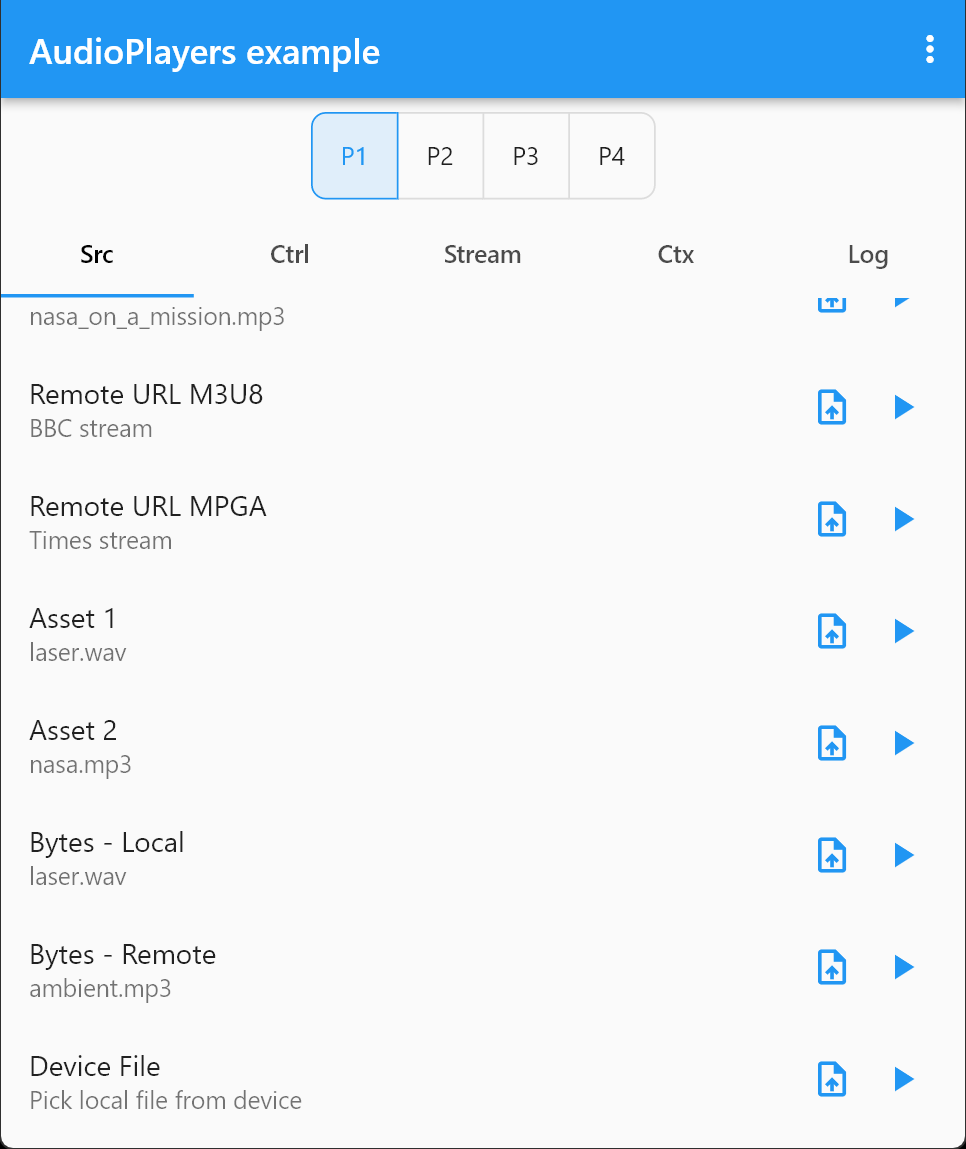 AudioPlayers example
P1 P2 P3 P4
Src Ctrl Stream Ctx Log
nasa_on_a_mission.mp3
Remote URL M3U8
BBC stream
Remote URL MPGA
Times stream
Asset 1
laser.wav
Asset 2
nasa.mp3
Bytes - Local
laser.wav
Bytes - Remote
ambient.mp3
Device File
Pick local file from device